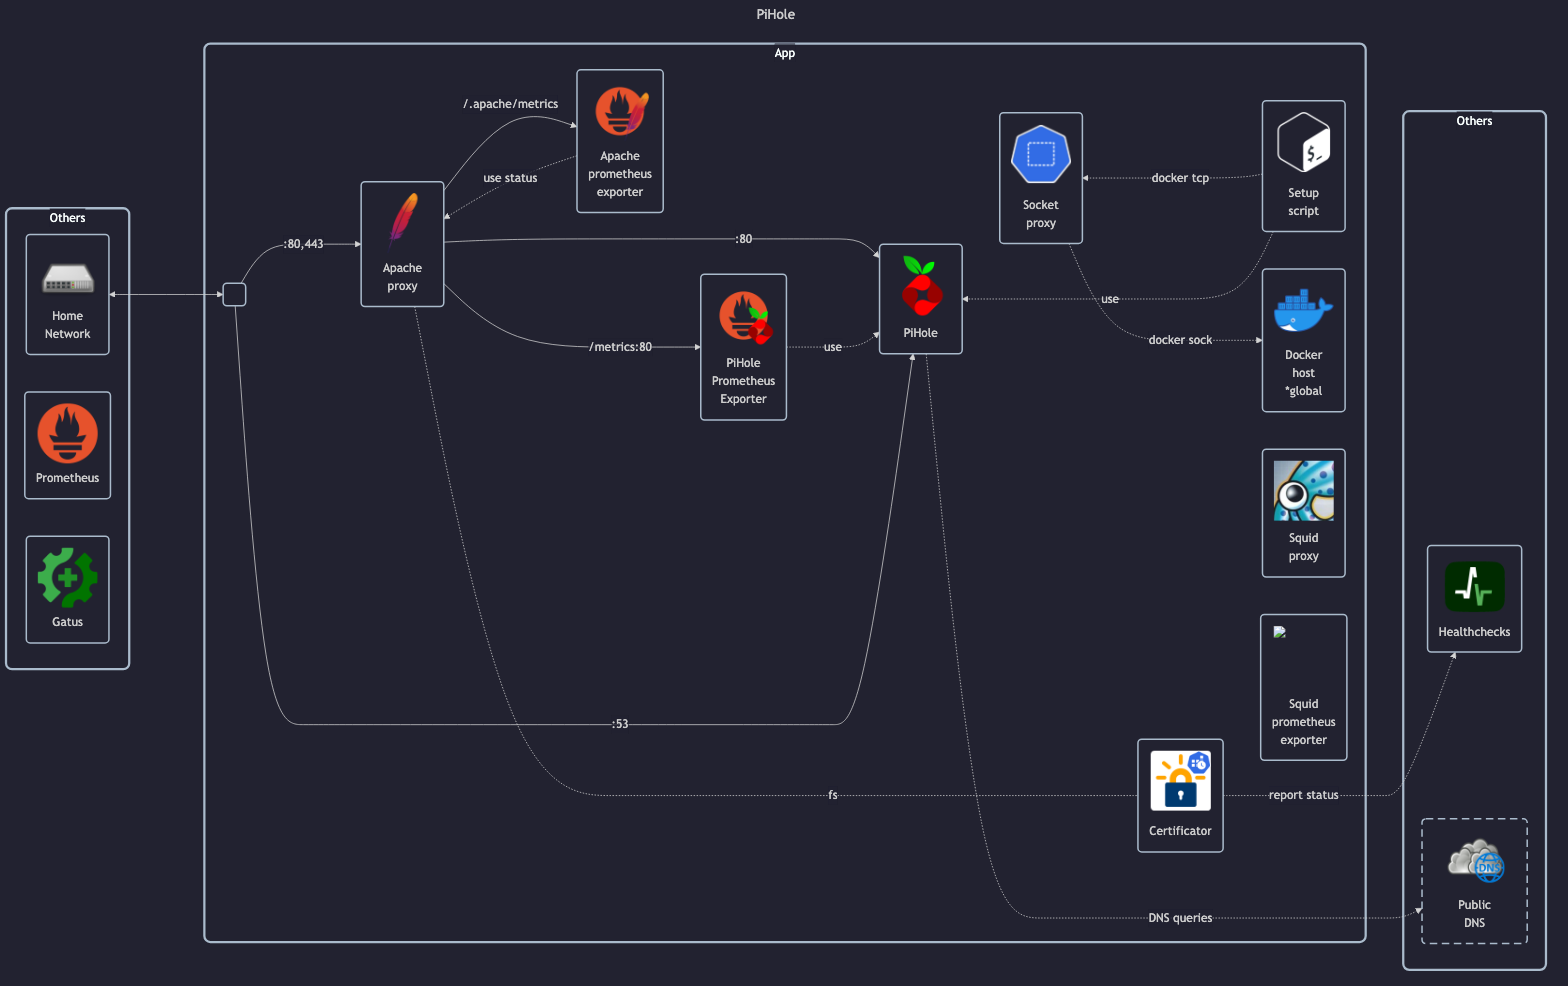 PiHole
App
Others
Home
Network
Prometheus
Gatus
:80,443
Apache
proxy
/.apache/metrics
use status
Apache
prometheus
exporter
:80
/metrics:80
PiHole
Prometheus
Exporter
use
PiHole
Socket
proxy
docker tcp
$_
Setup
script
use
docker sock
Docker
host
*global
Squid
proxy
Squid
prometheus
exporter
:53
fs
Certificator
report status
DNS queries
Others
Healthchecks
DNS
Public
DNS